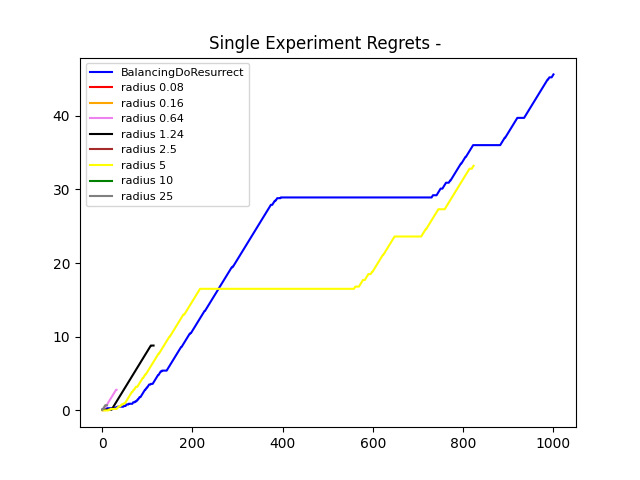 Single Experiment Regrets -
BalancingDoResurrect
radius 0.08
radius 0.16
radius 0.64
radius 1.24
radius 2.5
radius 5
radius 10
radius 25
40
30
20
10
0
0 200 400 600 800 1000